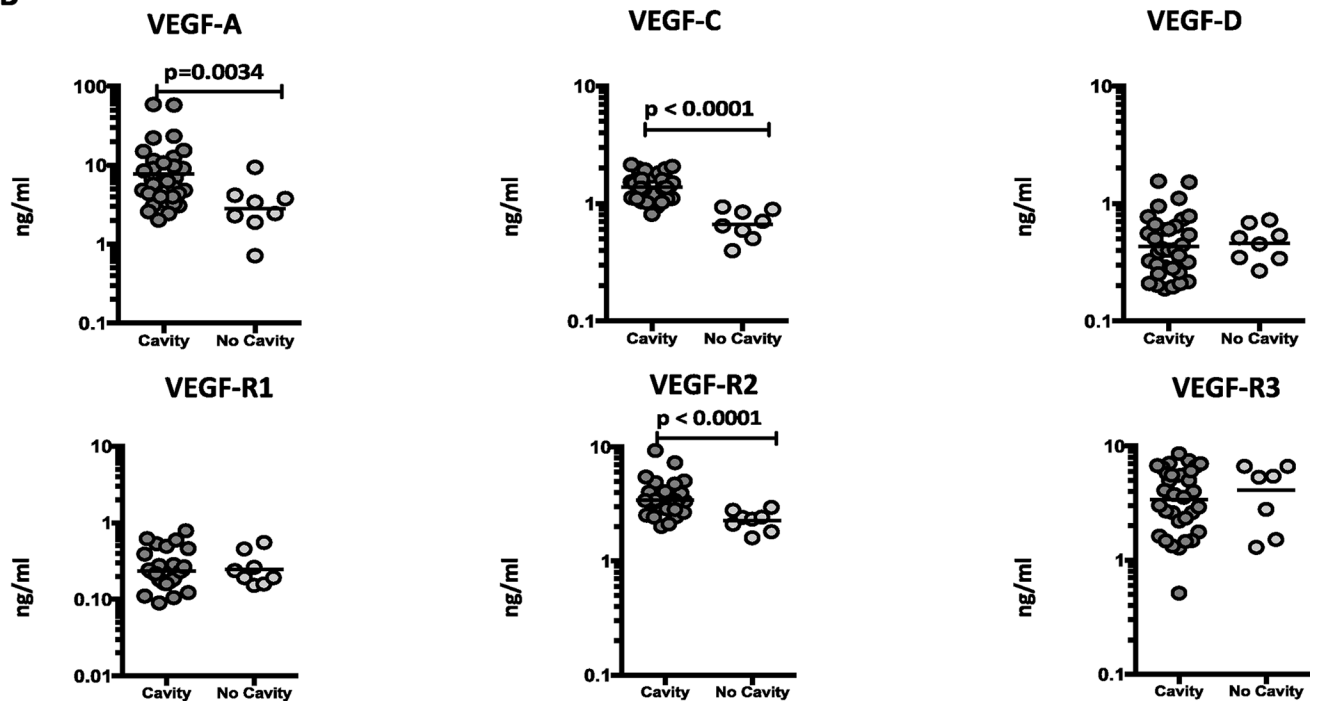 VEGF-A
VEGF-C
VEGF-D
p=0.0034
100
10
1
0.1
ng/ml
Cavity No Cavity
p < 0.0001
10
1
0.1
ng/ml
Cavity No Cavity
10
1
0.1
ng/ml
Cavity No Cavity
VEGF-R1
VEGF-R2
VEGF-R3
10
1
0.10
0.01
ng/ml
Cavity No Cavity
p < 0.0001
10
1
0.1
ng/ml
Cavity No Cavity
10
1
0.1
ng/ml
Cavity No Cavity